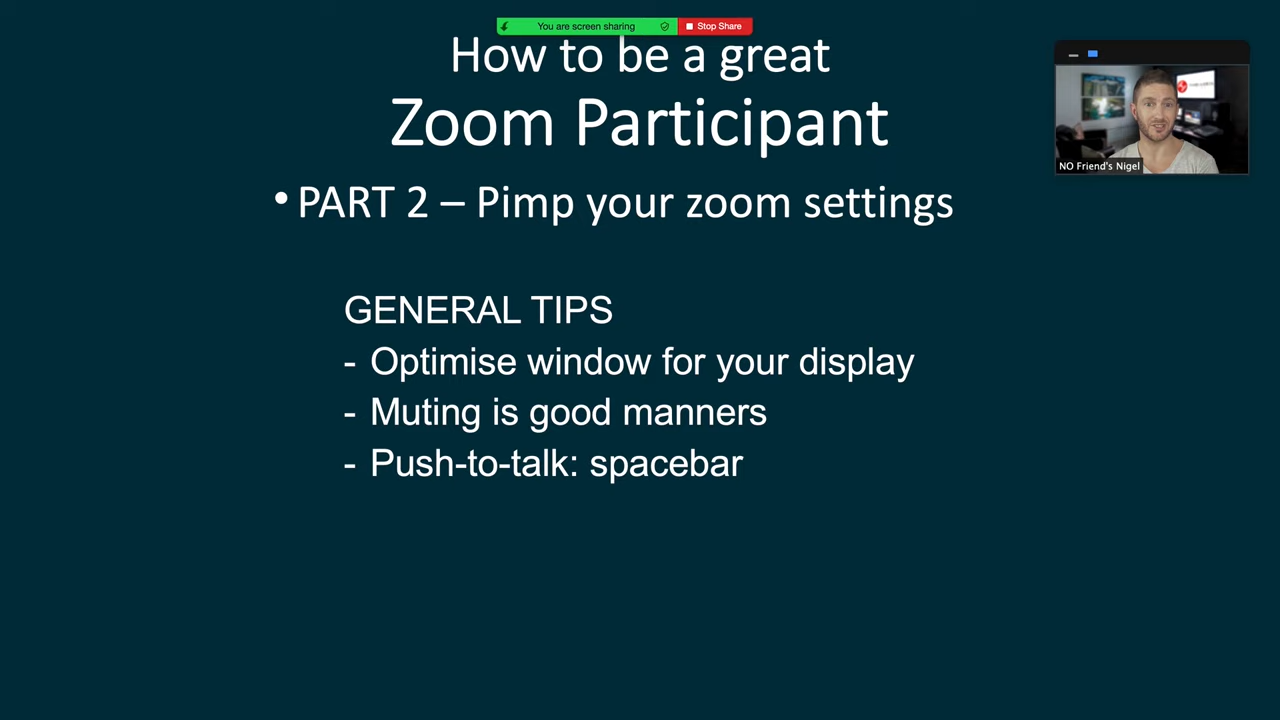 You are screen sharing
Stop Share
How to be a great
Zoom Participant
•PART 2 – Pimp your zoom settings
NO Friend's Nigel
GENERAL TIPS
- Optimise window for your display
- Muting is good manners
- Push-to-talk: spacebar